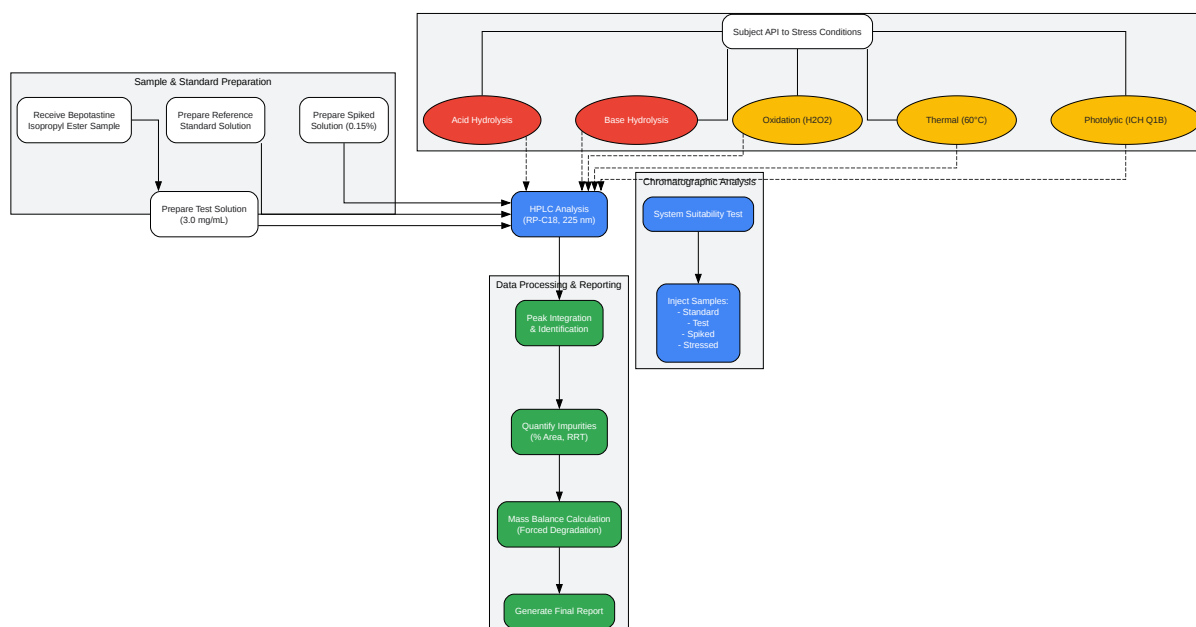 Subject API to Stress Conditions
Sample & Standard Preparation
Receive Bepotastine
Isopropyl Ester Sample
Prepare Reference
Standard Solution
Prepare Spiked
Solution (0.15%)
Acid Hydrolysis
Base Hydrolysis
Oxidation (H2O2)
Thermal (60°C)
Photolytic (ICH Q1B)
Prepare Test Solution
(3.0 mg/mL)
HPLC Analysis
(RP-C18, 225 nm)
Chromatographic Analysis
System Suitability Test
Inject Samples:
- Standard
- Test
- Spiked
- Stressed
Data Processing & Reporting
Peak Integration
& Identification
Quantify Impurities
(% Area, RRT)
Mass Balance Calculation
(Forced Degradation)
Generate Final Report